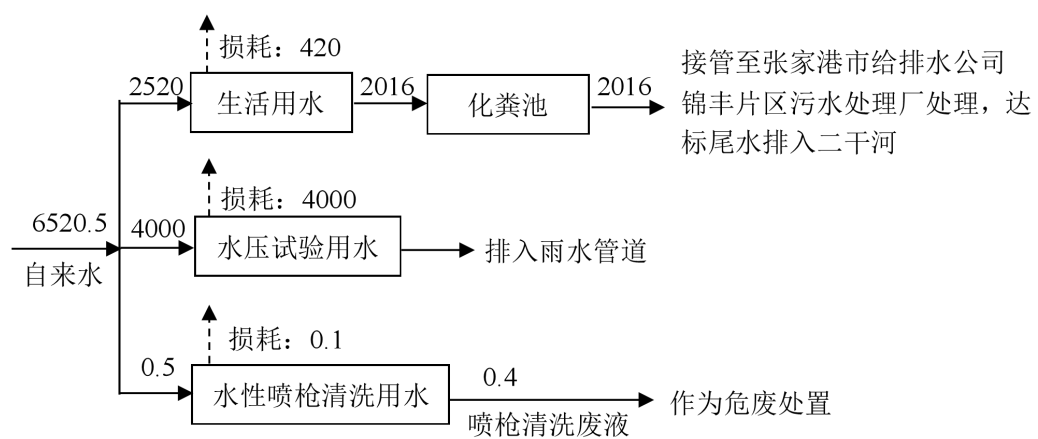 损耗：420
2520
生活用水
2016
化粪池
2016
接管至张家港市给排水公司
锦丰片区污水处理厂处理，达
标尾水排入二干河
6520.5
自来水
损耗：4000
4000
水压试验用水
排入雨水管道
损耗：0.1
0.5
水性喷枪清洗用水
0.4
喷枪清洗废液
作为危废处置